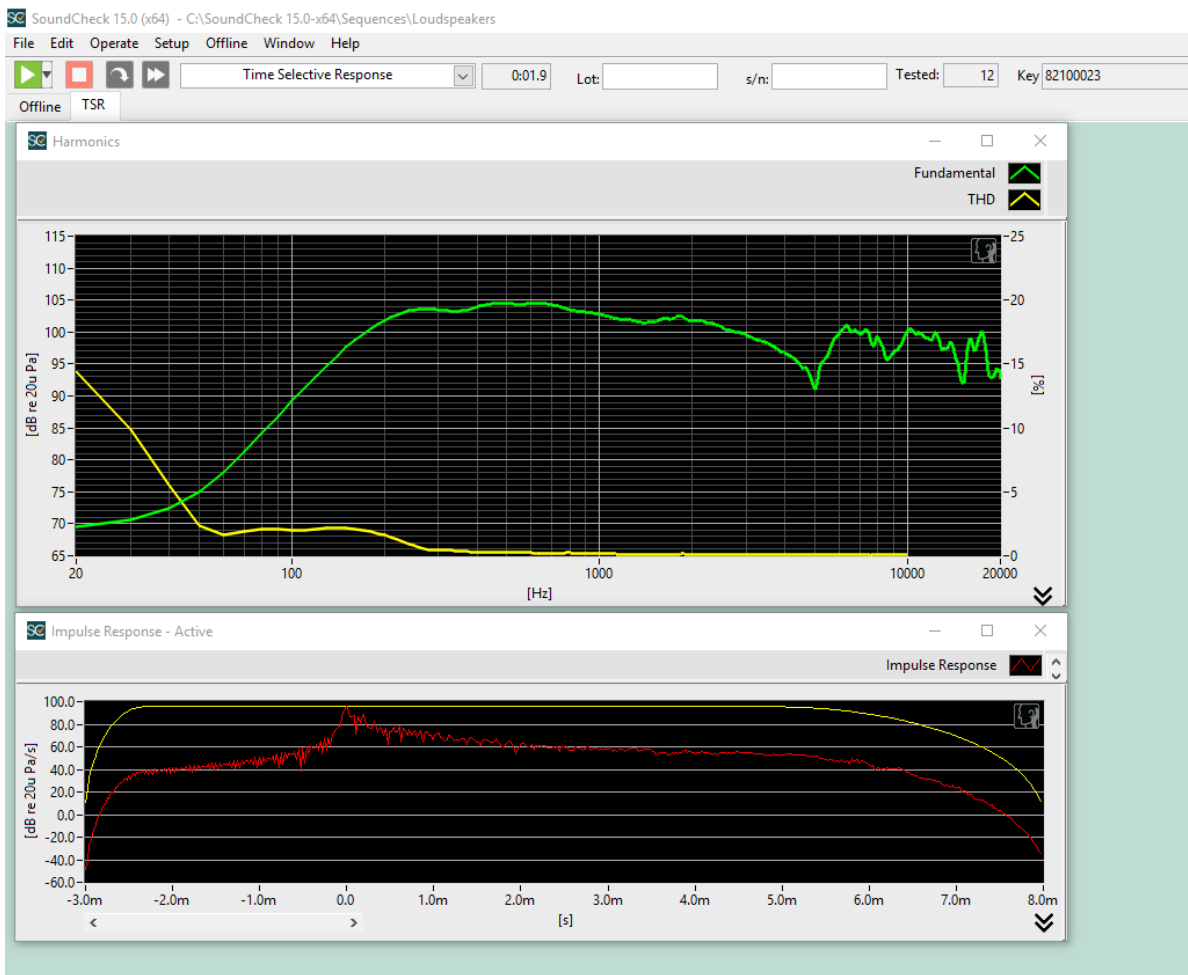 SoundCheck 15.0 (x64) - C:\SoundCheck 15.0-x64\Sequences\Loudspeakers
File Edit Operate Setup Offline Window Help
Time Selective Response 0:01.9 Lot: s/n: Tested: 12 Key 82100023
Offline TSR
SC Harmonics
Fundamental
THD
115 25
110
105 20
100
95 15
90
85 10
80
75 5
70
65 0
[dB re 20u Pa]
[%]
20 100 1000 10000 20000
[Hz]
SC Impulse Response - Active
Impulse Response
100.0
80.0
60.0
40.0
20.0
0.0
-20.0
-40.0
-60.0
[dB re 20u Pa/s]
-3.0m -2.0m -1.0m 0.0 1.0m 2.0m 3.0m 4.0m 5.0m 6.0m 7.0m 8.0m
[s]